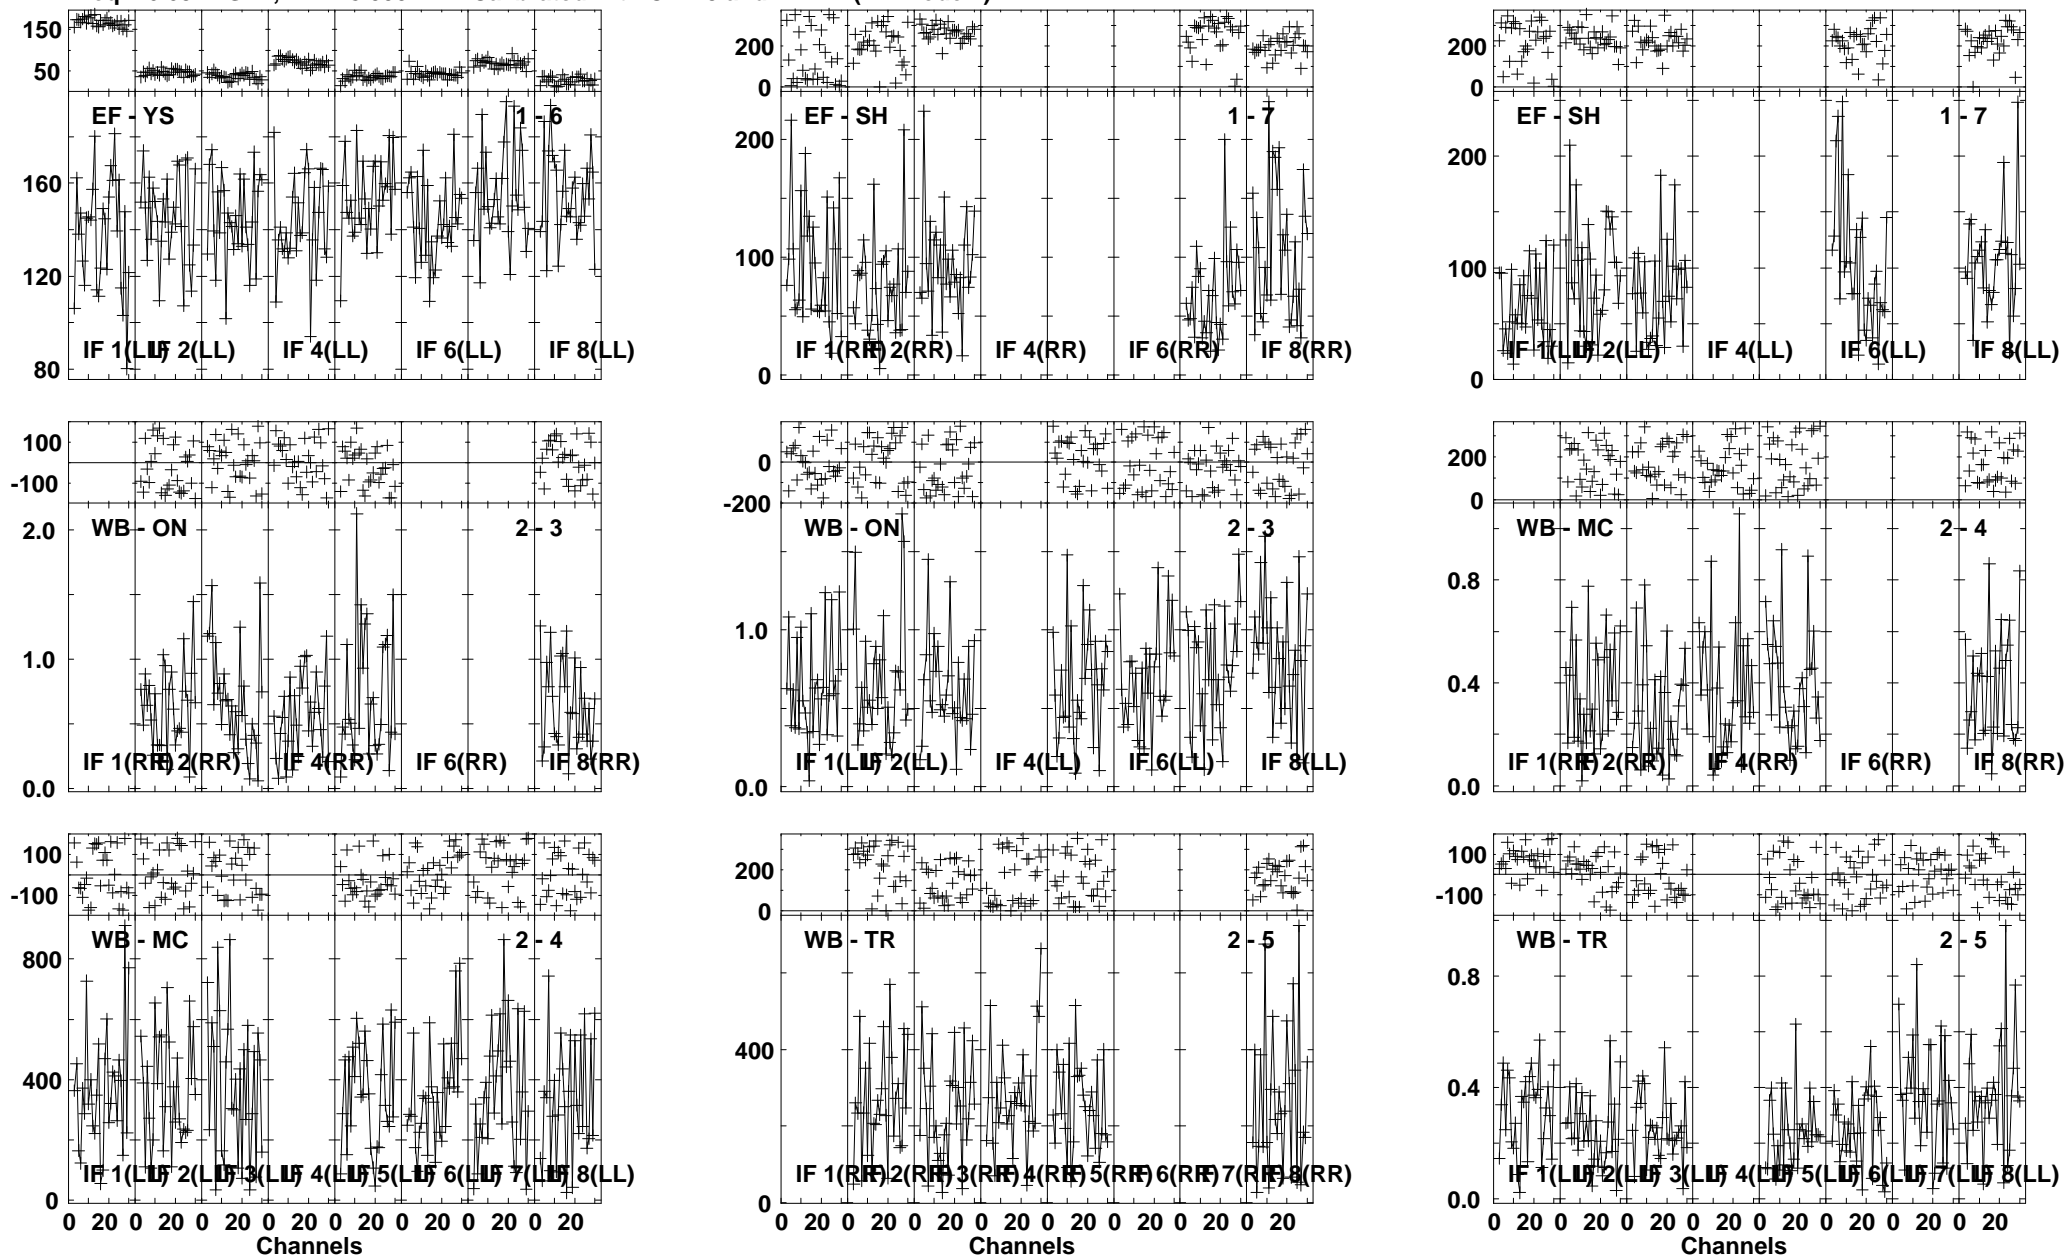 150
50
EF - YS
1 - 6
160
120
80
IF 1(LL)
IF 2(LL)
IF 4(LL)
IF 6(LL)
IF 8(LL)
200
0
EF - SH
1 - 7
200
100
0
IF 1(RR)
IF 2(RR)
IF 4(RR)
IF 6(RR)
IF 8(RR)
200
0
EF - SH
1 - 7
200
100
0
IF 1(LL)
IF 2(LL)
IF 4(LL)
IF 6(LL)
IF 8(LL)
100
-100
WB - ON
2 - 3
2.0
1.0
0.0
IF 1(RR)
IF 2(RR)
IF 4(RR)
IF 6(RR)
IF 8(RR)
200
0
-200
WB - ON
2 - 3
1.0
0.0
IF 1(LL)
IF 2(LL)
IF 4(LL)
IF 6(LL)
IF 8(LL)
200
0
WB - MC
2 - 4
0.8
0.4
0.0
IF 1(RR)
IF 2(RR)
IF 4(RR)
IF 6(RR)
IF 8(RR)
100
-100
WB - MC
2 - 4
800
400
0
IF 1(LL)
IF 2(LL)
IF 3(LL)
IF 4(LL)
IF 5(LL)
IF 6(LL)
IF 7(LL)
IF 8(LL)
0 20 0 20 0 20 0 20 0 20 0 20 0 20 0 20
Channels
200
0
WB - TR
2 - 5
400
0
IF 1(RR)
IF 2(RR)
IF 3(RR)
IF 4(RR)
IF 5(RR)
IF 6(RR)
IF 7(RR)
IF 8(RR)
0 20 0 20 0 20 0 20 0 20 0 20 0 20 0 20
Channels
100
-100
WB - TR
2 - 5
0.8
0.4
0.0
IF 1(LL)
IF 2(LL)
IF 3(LL)
IF 4(LL)
IF 5(LL)
IF 6(LL)
IF 7(LL)
IF 8(LL)
0 20 0 20 0 20 0 20 0 20 0 20 0 20 0 20
Channels